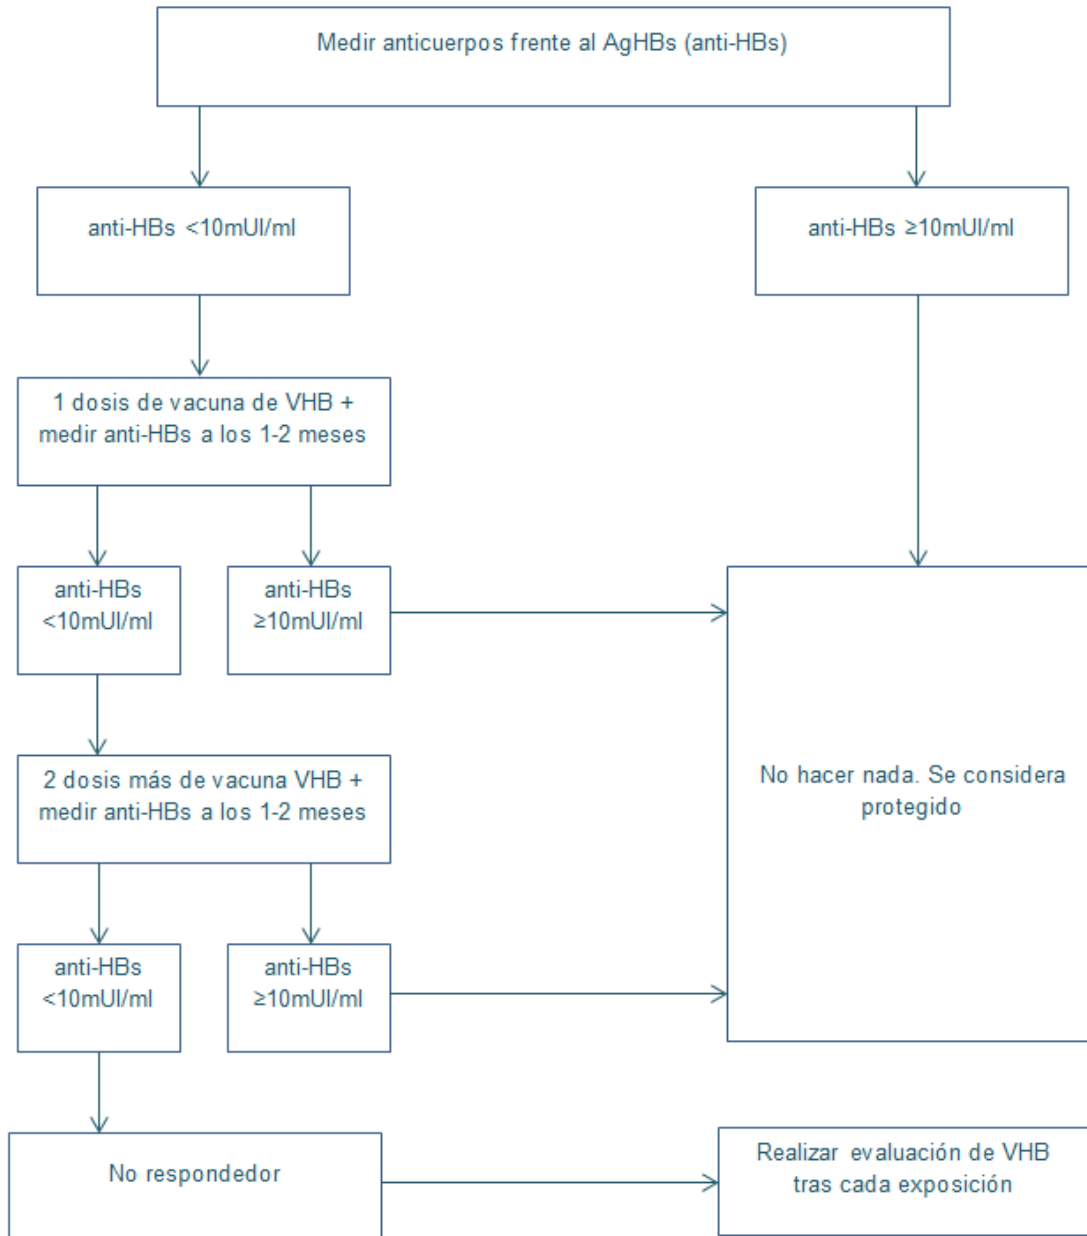 Medir anticuerpos frente al AgHBs (anti-HBs)
anti-HBs <10mUI/ml
anti-HBs ≥10mUI/ml
1 dosis de vacuna de VHB +
medir anti-HBs a los 1-2 meses
anti-HBs
<10mUI/ml
anti-HBs
≥10mUI/ml
2 dosis más de vacuna VHB +
medir anti-HBs a los 1-2 meses
No hacer nada. Se considera
protegido
anti-HBs
<10mUI/ml
anti-HBs
≥10mUI/ml
No respondedor
Realizar evaluación de VHB
tras cada exposición